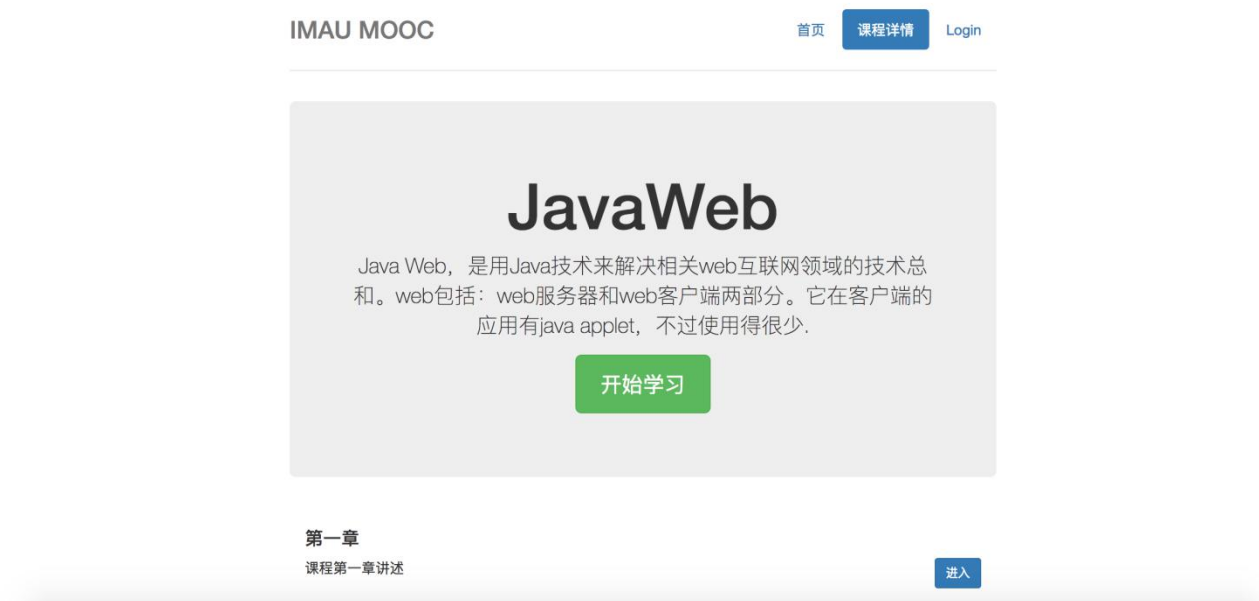 IMAU MOOC
首页 课程详情 Login
JavaWeb
Java Web，是用Java技术来解决相关web互联网领域的技术总
和。web包括：web服务器和web客户端两部分。它在客户端的
应用有java applet，不过使用得很少.
开始学习
第一章
课程第一章讲述
进入